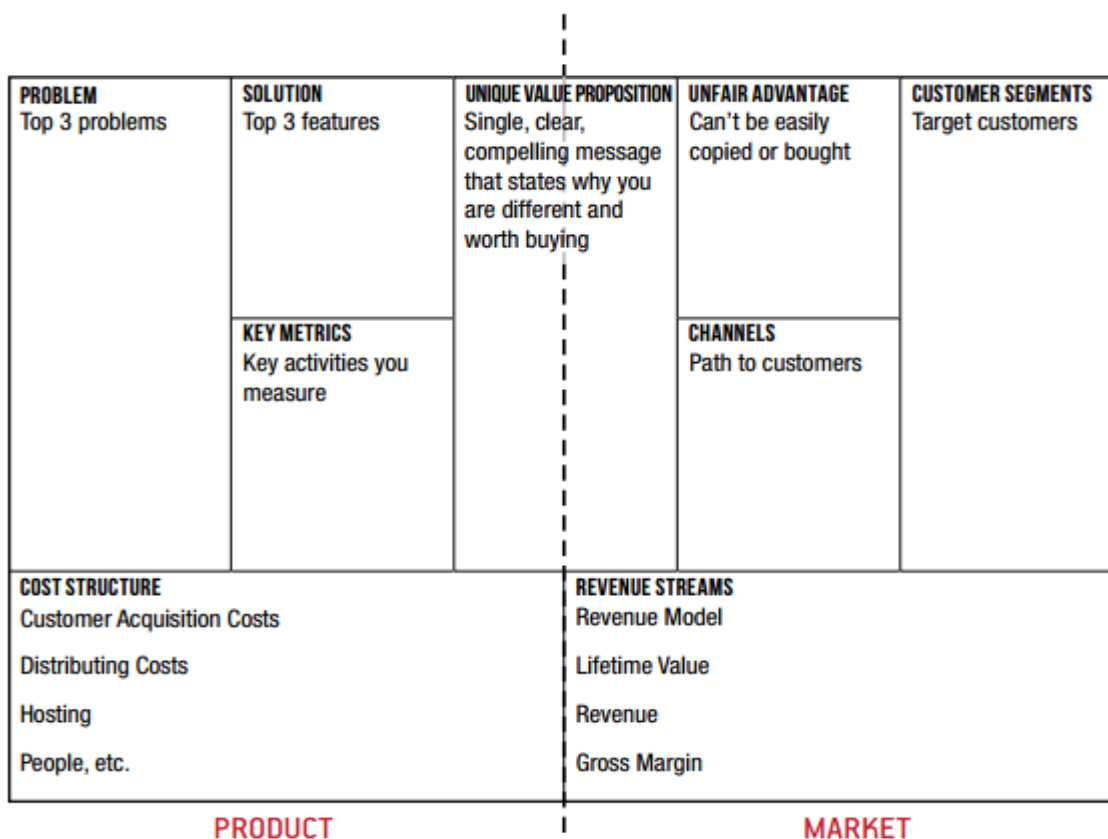 PROBLEM
Top 3 problems
SOLUTION
Top 3 features
KEY METRICS
Key activities you
measure
UNIQUE VALUE PROPOSITION
Single, clear,
compelling message
that states why you
are different and
worth buying
UNFAIR ADVANTAGE
Can't be easily
copied or bought
CHANNELS
Path to customers
CUSTOMER SEGMENTS
Target customers
COST STRUCTURE
Customer Acquisition Costs
Distributing Costs
Hosting
People, etc.
REVENUE STREAMS
Revenue Model
Lifetime Value
Revenue
Gross Margin
PRODUCT
MARKET